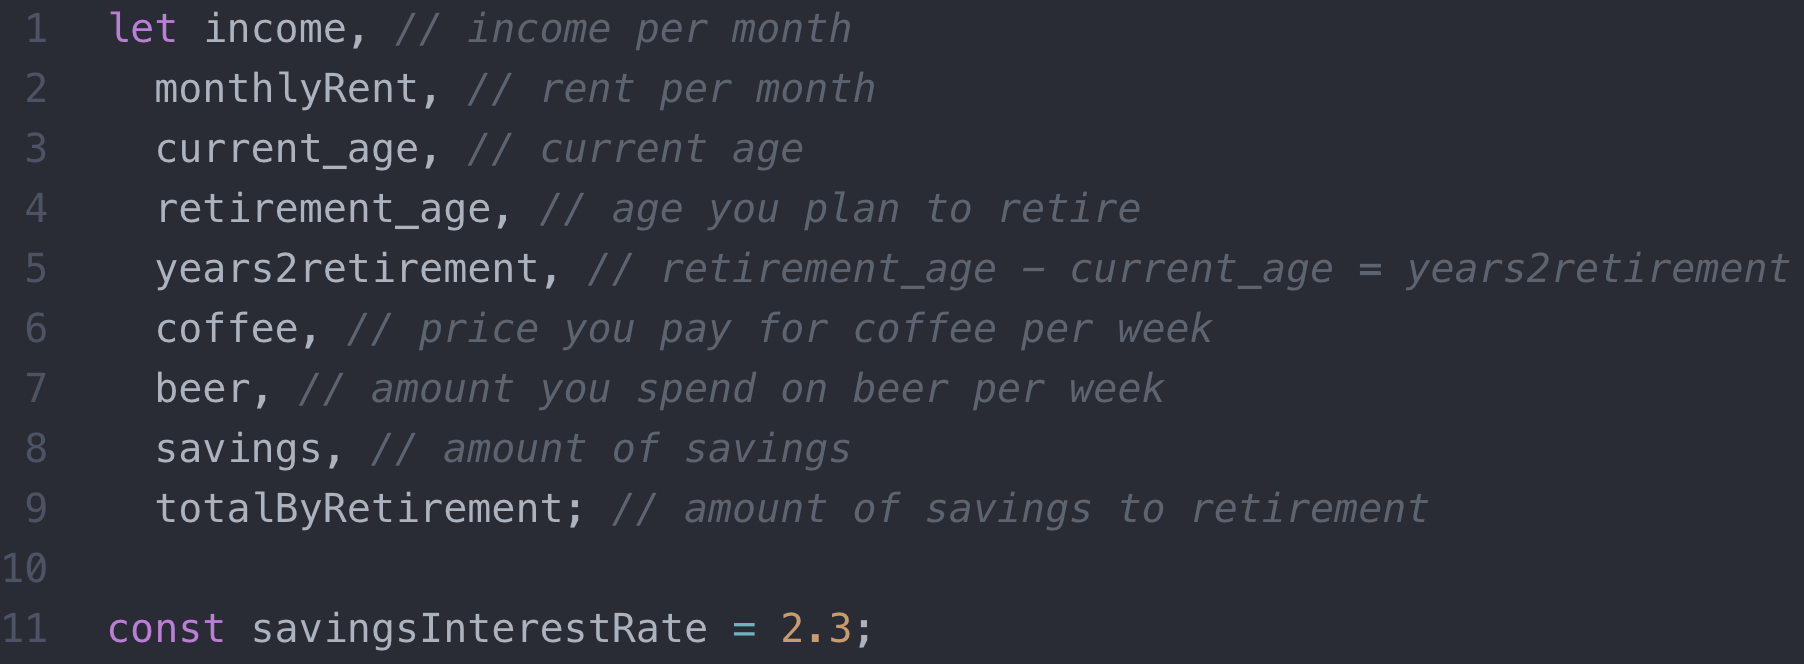 1 let income, // income per month
2 monthlyRent, // rent per month
3 current_age, // current age
4 retirement_age, // age you plan to retire
5 years2retirement, // retirement_age - current_age = years2retirement
6 coffee, // price you pay for coffee per week
7 beer, // amount you spend on beer per week
8 savings, // amount of savings
9 totalByRetirement; // amount of savings to retirement
10
11 const savingsInterestRate = 2.3;